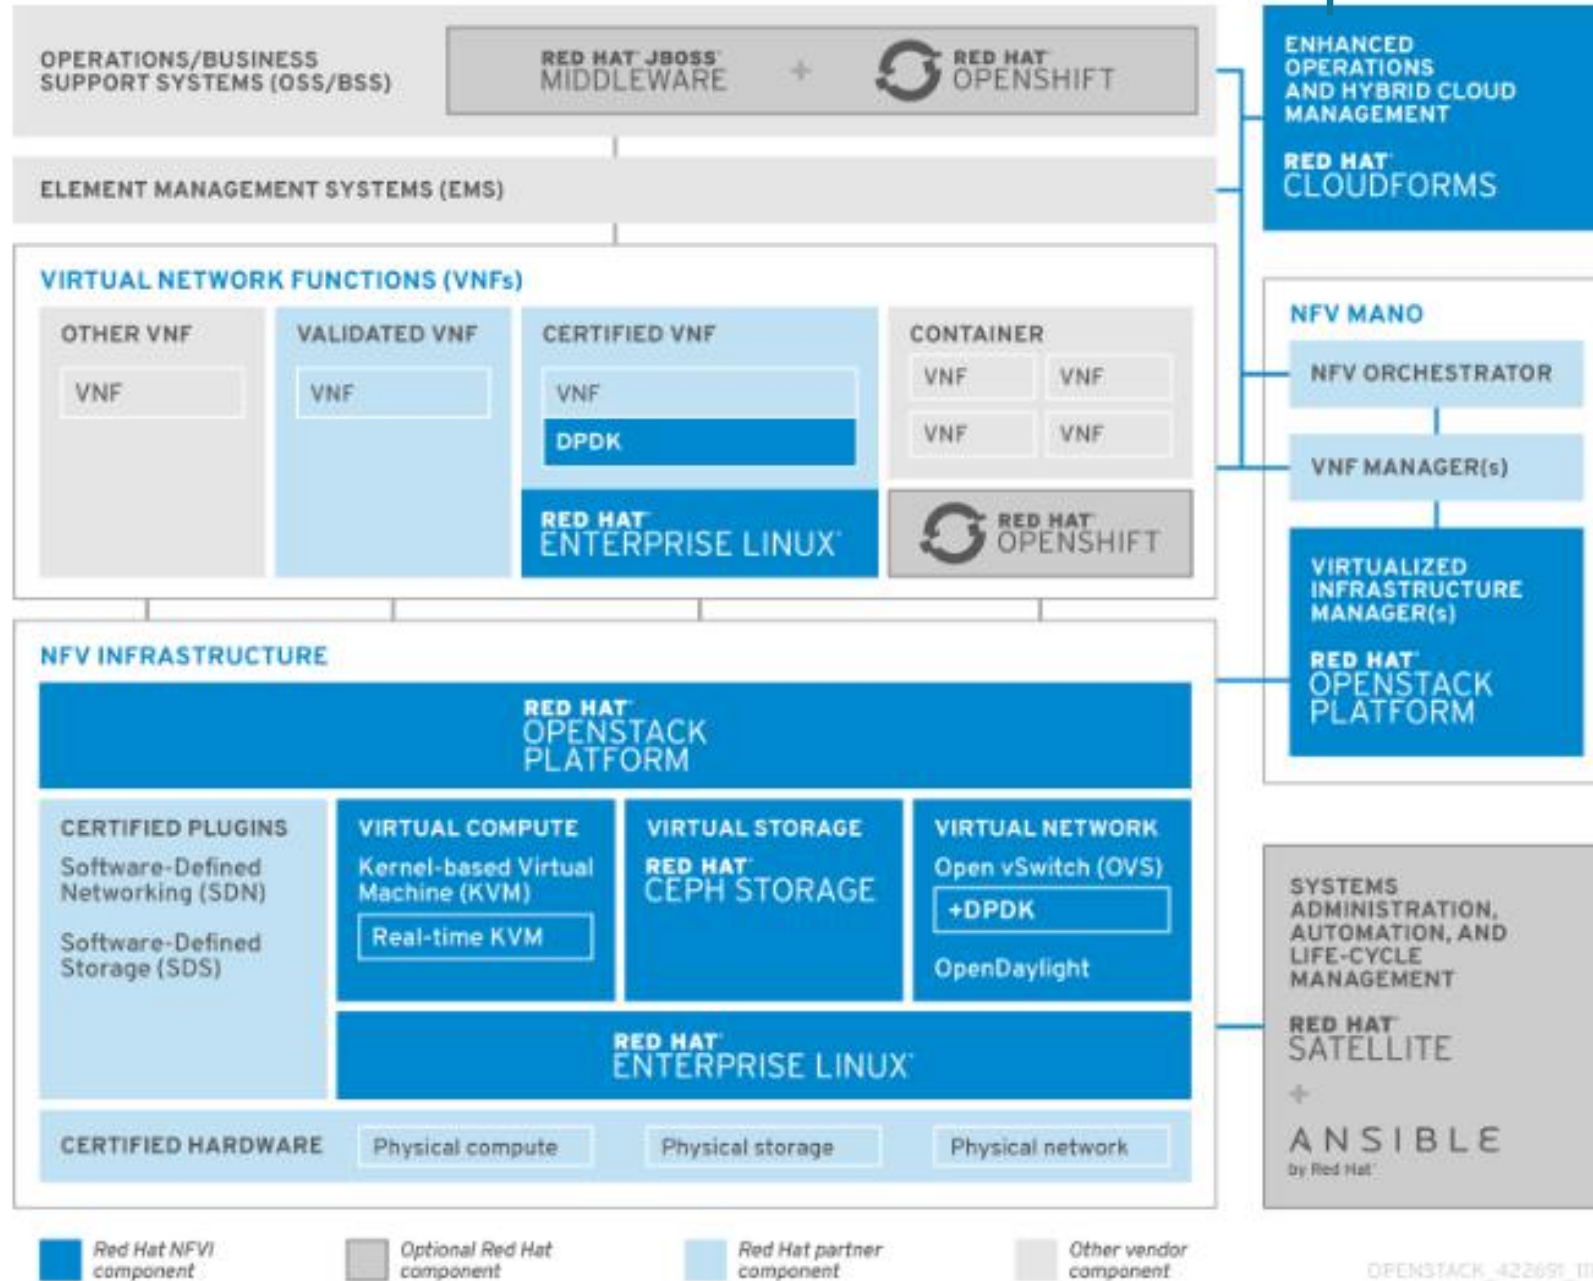 OPERATIONS/BUSINESS
SUPPORT SYSTEMS (OSS/BSS)
RED HAT JBOSS
MIDDLEWARE
+
RED HAT
OPENSHIFT
ELEMENT MANAGEMENT SYSTEMS (EMS)
VIRTUAL NETWORK FUNCTIONS (VNFs)
OTHER VNF
VNF
VALIDATED VNF
VNF
CERTIFIED VNF
VNF
DPDK
RED HAT
ENTERPRISE LINUX
CONTAINER
VNF VNF
VNF VNF
RED HAT
OPENSHIFT
NFV INFRASTRUCTURE
RED HAT
OPENSTACK
PLATFORM
CERTIFIED PLUGINS
Software-Defined
Networking (SDN)
Software-Defined
Storage (SDS)
VIRTUAL COMPUTE
Kernel-based Virtual
Machine (KVM)
Real-time KVM
VIRTUAL STORAGE
RED HAT
CEPH STORAGE
VIRTUAL NETWORK
Open vSwitch (OVS)
+DPDK
OpenDaylight
RED HAT
ENTERPRISE LINUX
CERTIFIED HARDWARE
Physical compute
Physical storage
Physical network
ENHANCED
OPERATIONS
AND HYBRID CLOUD
MANAGEMENT
RED HAT
CLOUDFORMS
NFV MANO
NFV ORCHESTRATOR
VNF MANAGER(s)
VIRTUALIZED
INFRASTRUCTURE
MANAGER(s)
RED HAT
OPENSTACK
PLATFORM
SYSTEMS
ADMINISTRATION,
AUTOMATION, AND
LIFE-CYCLE
MANAGEMENT
RED HAT
SATELLITE
+
ANSIBLE
by Red Hat
Red Hat NFVI
component
Optional Red Hat
component
Red Hat partner
component
Other vendor
component